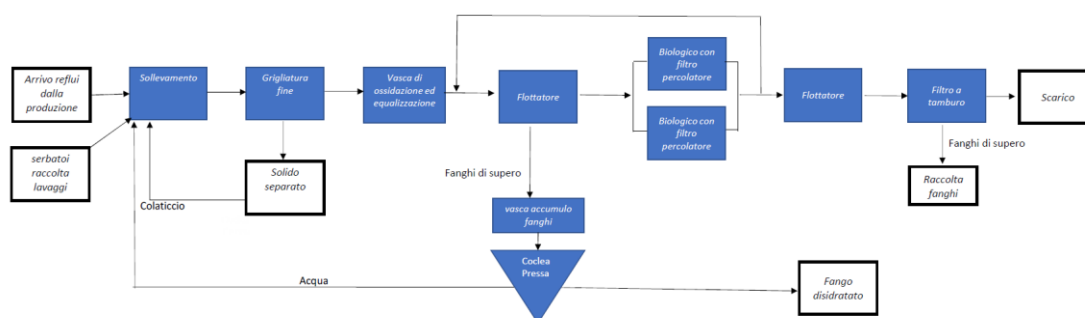 Arrivo reflui
dalla
produzione
serbatoi
raccolta
lavaggi
Sollevamento
Grigliatura
fine
Solido
separato
Colaticcio
Vasca di
ossidazione ed
equalizzazione
Flottatore
Fanghi di supero
vasca accumulo
fanghi
Coclea
Pressa
Acqua
Fango
disidratato
Biologico con
filtro
percolatore
Biologico con
filtro
percolatore
Flottatore
Filtro a
tamburo
Scarico
Fanghi di supero
Raccolta
fanghi